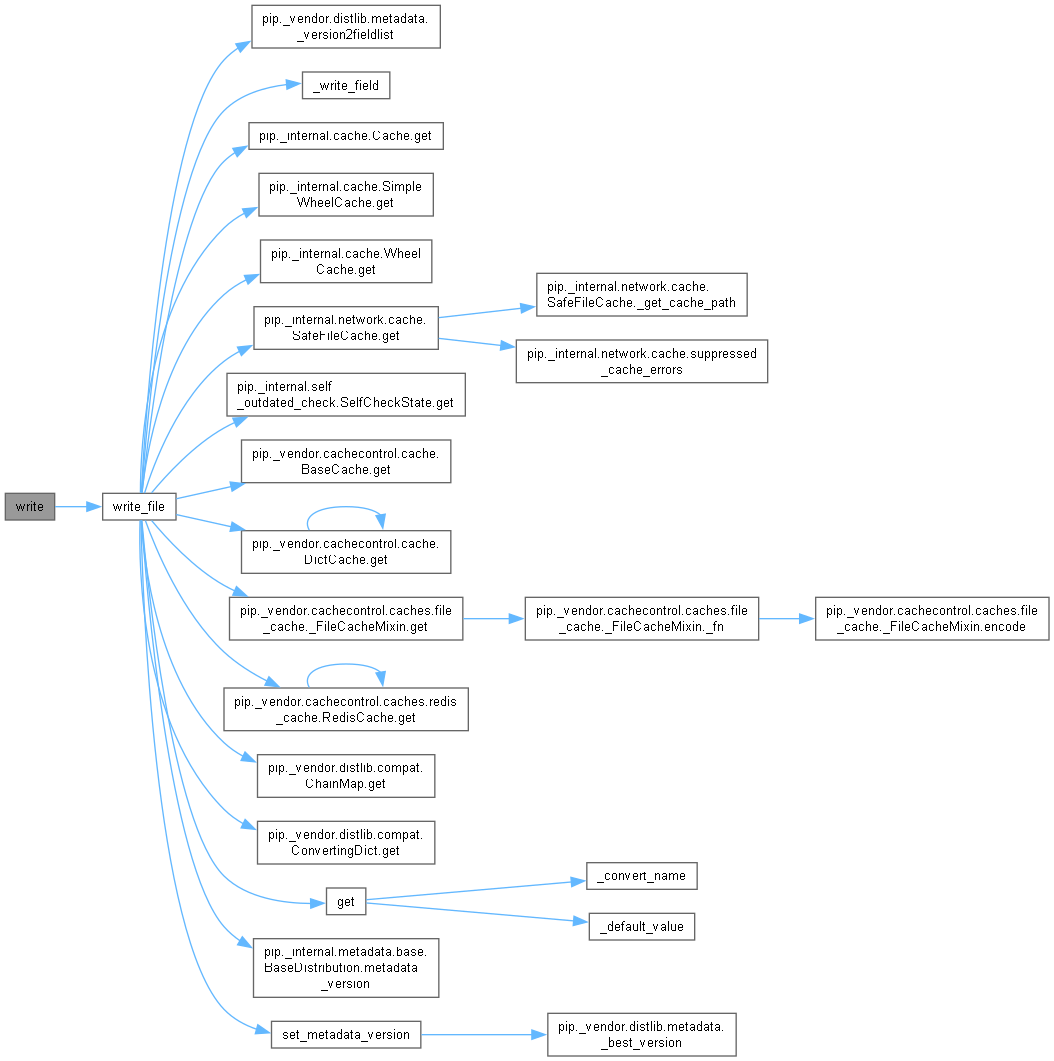 pip._vendor.distlib.metadata.
_version2fieldlist
_write_field
pip._internal.cache.Cache.get
pip._internal.cache.Simple
WheelCache.get
pip._internal.cache.Wheel
Cache.get
pip._internal.network.cache.
SafeFileCache._get_cache_path
pip._internal.network.cache.
SafeFileCache.get
pip._internal.network.cache.suppressed
_cache_errors
pip._internal.self
_outdated_check.SelfCheckState.get
pip._vendor.cachecontrol.cache.
BaseCache.get
write
write_file
pip._vendor.cachecontrol.cache.
DictCache.get
pip._vendor.cachecontrol.caches.file
_cache._FileCacheMixin.get
pip._vendor.cachecontrol.caches.file
_cache._FileCacheMixin._fn
pip._vendor.cachecontrol.caches.file
_cache._FileCacheMixin.encode
pip._vendor.cachecontrol.caches.redis
_cache.RedisCache.get
pip._vendor.distlib.compat.
ChainMap.get
pip._vendor.distlib.compat.
ConvertingDict.get
get
_convert_name
_default_value
pip._internal.metadata.base.
BaseDistribution.metadata
_version
set_metadata_version
pip._vendor.distlib.metadata.
_best_version